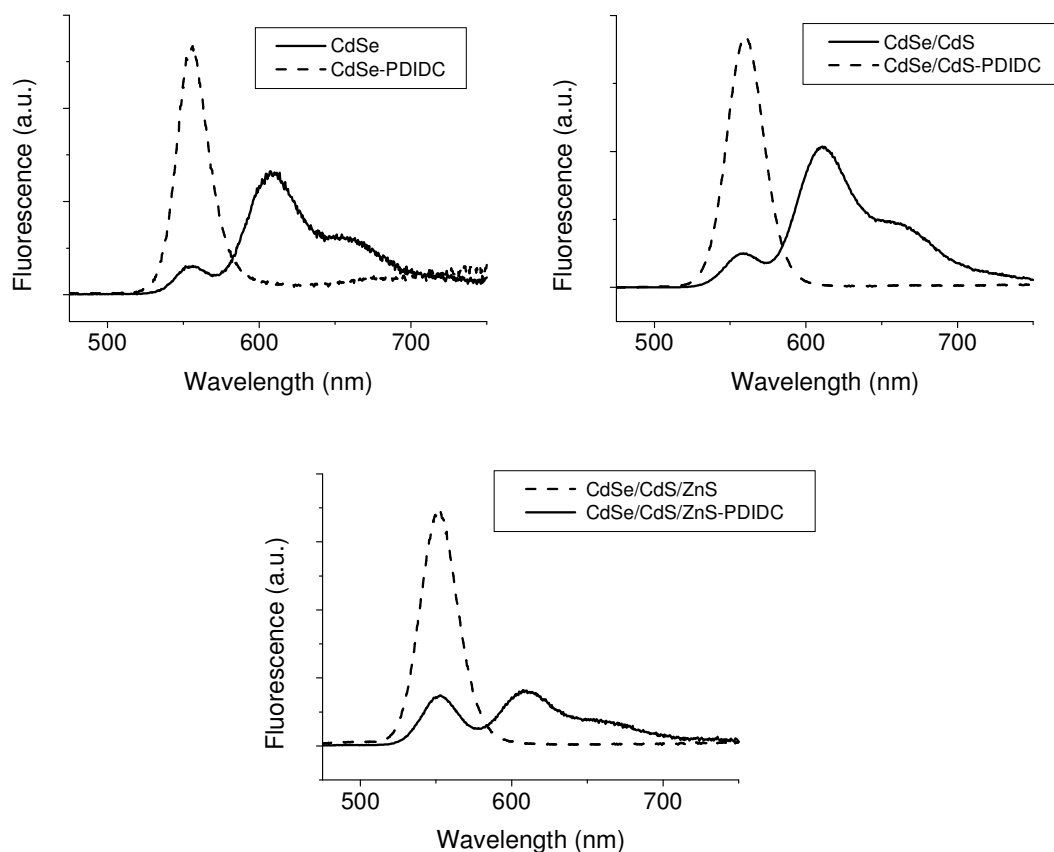 CdSe
CdSe-PDIDC
Fluorescence (a.u.)
500
600
700
Wavelength (nm)
CdSe/CdS
CdSe/CdS-PDIDC
Fluorescence (a.u.)
500
600
700
Wavelength (nm)
CdSe/CdS/ZnS
CdSe/CdS/ZnS-PDIDC
Fluorescence (a.u.)
500
600
700
Wavelength (nm)